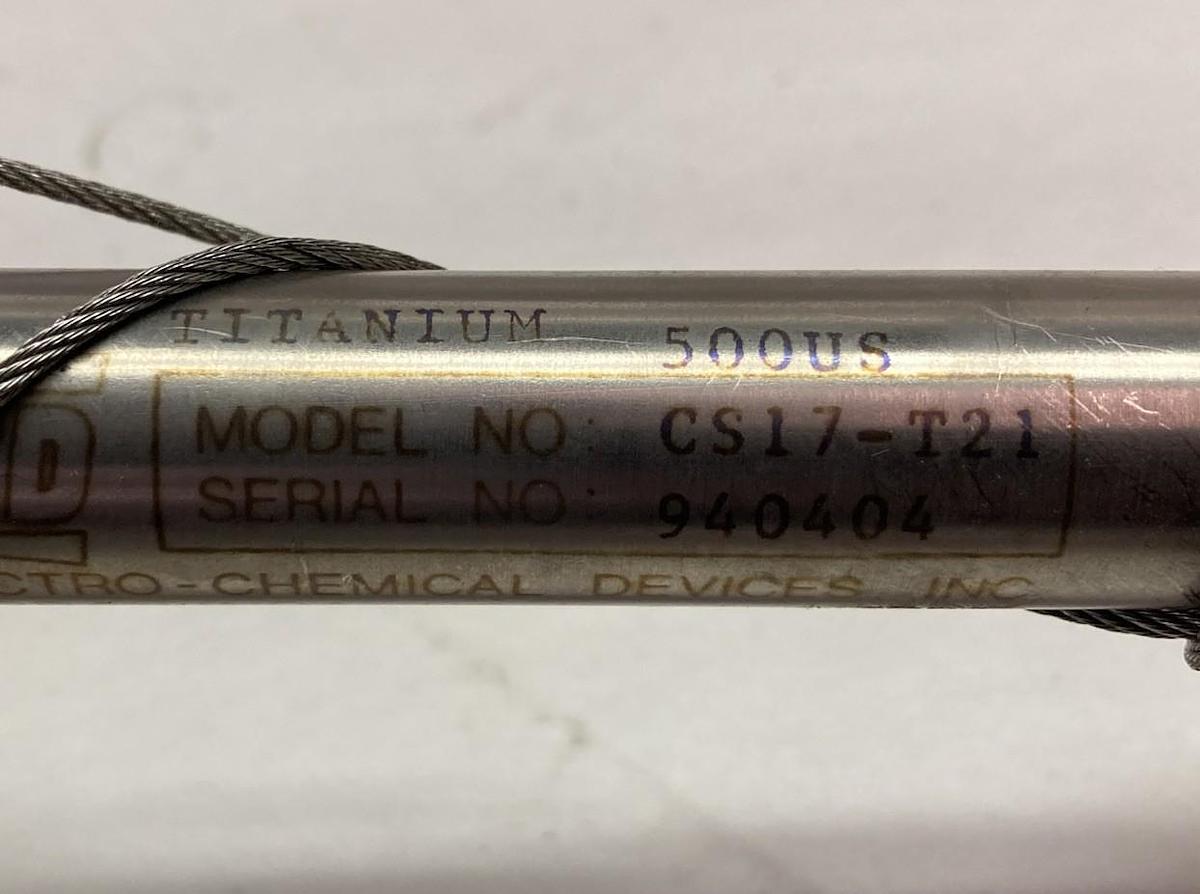 TITANIUM 500US
MODEL NO: CS17-T21
SERIAL NO: 940404
CTRO-CHEMICAL DEVICES INC